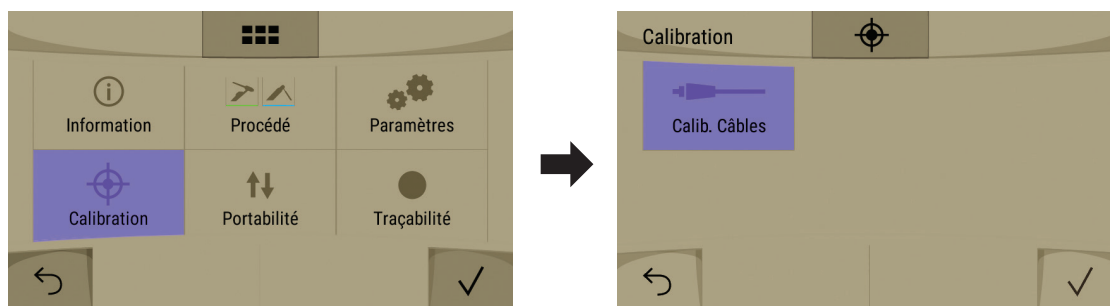 Information
Procédé
Paramètres
Calibration
Portabilité
Traçabilité
Calibration
Calib. Câbles